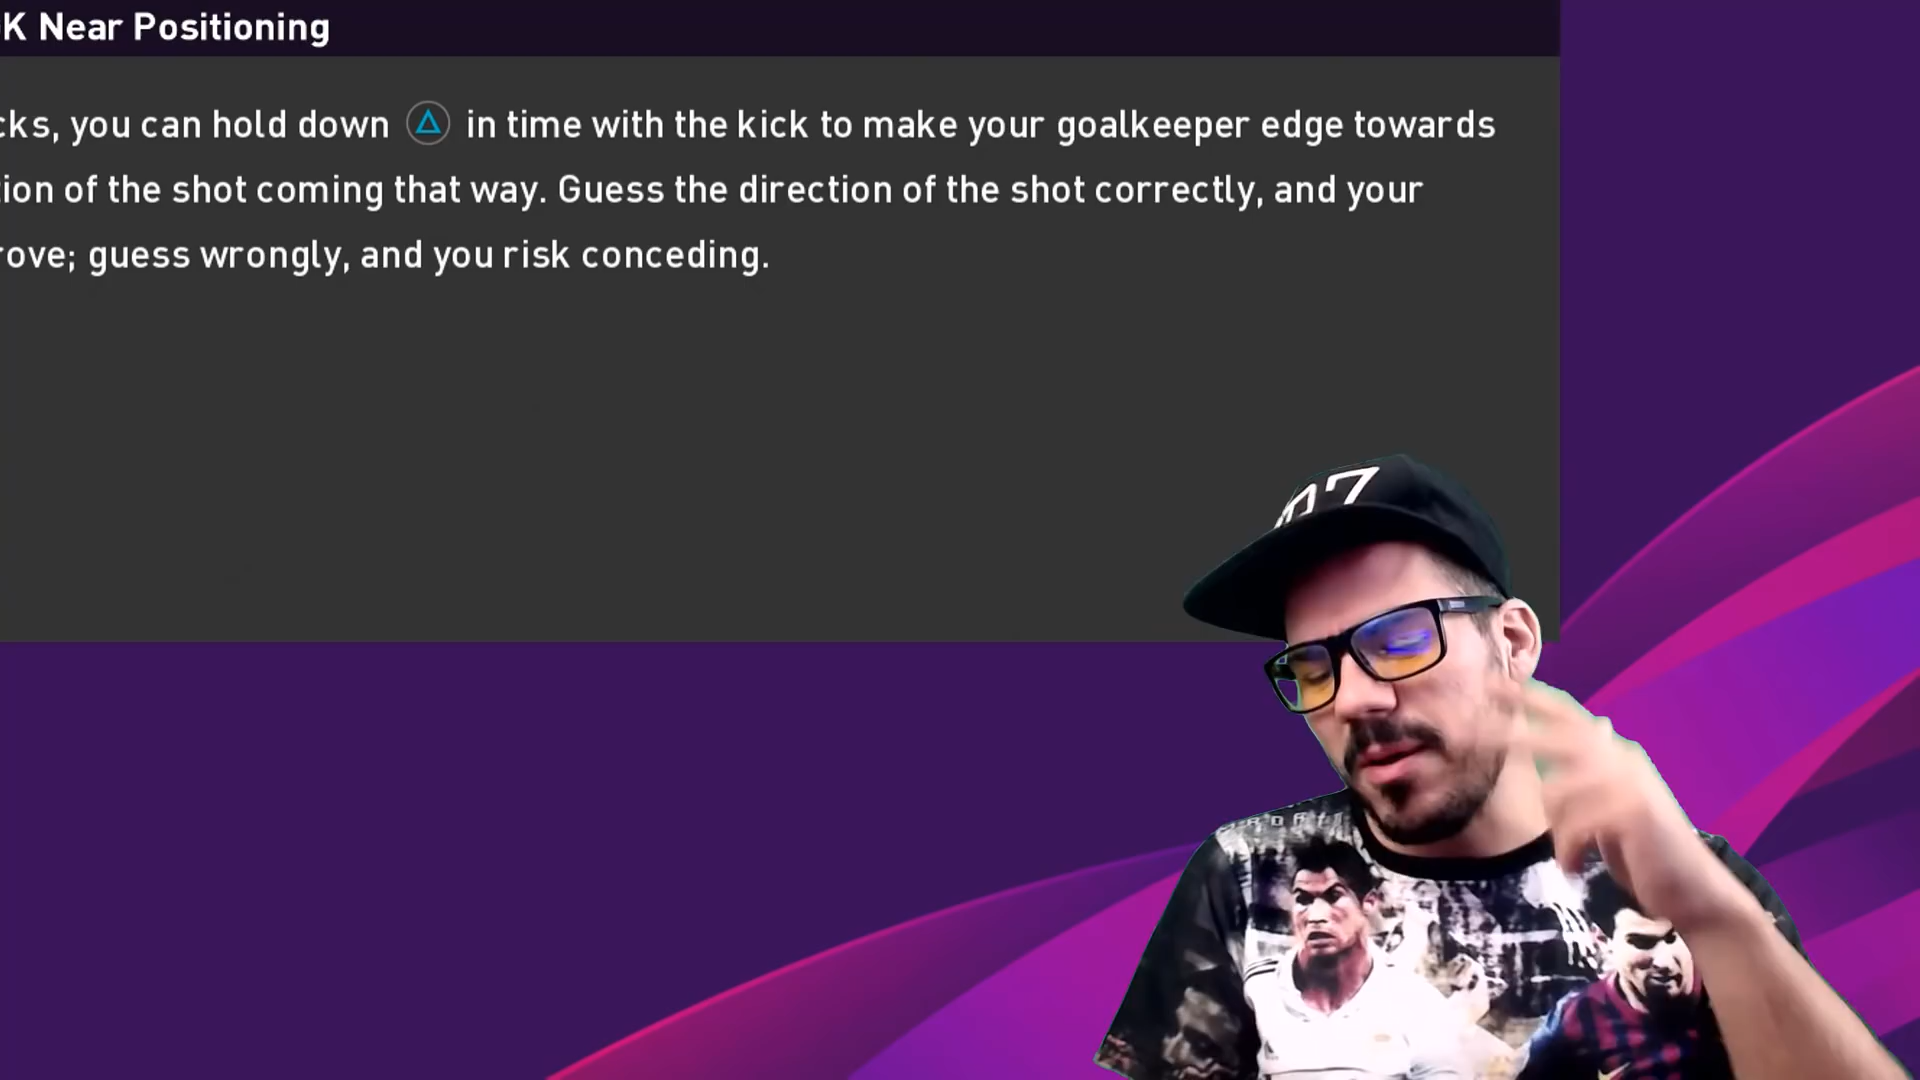 K Near Positioning
cks, you can hold down in time with the kick to make your goalkeeper edge towards
tion of the shot coming that way. Guess the direction of the shot correctly, and your
rove; guess wrongly, and you risk conceding.